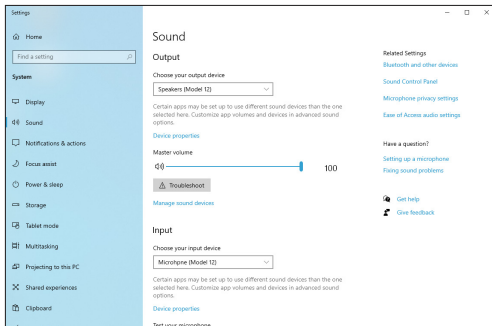 Settings
Home
Find a setting
System
Display
Sound
Notifications & actions
Focus assist
Power & sleep
Storage
Tablet mode
Multitasking
Projecting to this PC
Shared experiences
Clipboard
Sound
Output
Choose your output device
Speakers (Model 12)
Certain apps may be set up to use different sound devices than the one
selected here. Customize app volumes and devices in advanced sound
options.
Device properties
Master volume
100
Troubleshoot
Manage sound devices
Input
Choose your input device
Microhpne (Model 12)
Certain apps may be set up to use different sound devices than the one
selected here. Customize app volumes and devices in advanced sound
options.
Device properties
Test your microphone
Related Settings
Bluetooth and other devices
Sound Control Panel
Microphone privacy settings
Ease of Access audio settings
Have a question?
Setting up a microphone
Fixing sound problems
Get help
Give feedback